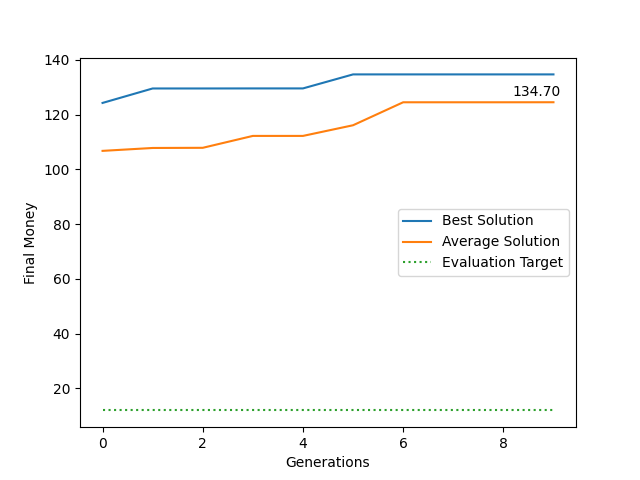 140
120
100
80
60
40
20
Final Money
134.70
Best Solution
Average Solution
Evaluation Target
0 2 4 6 8
Generations